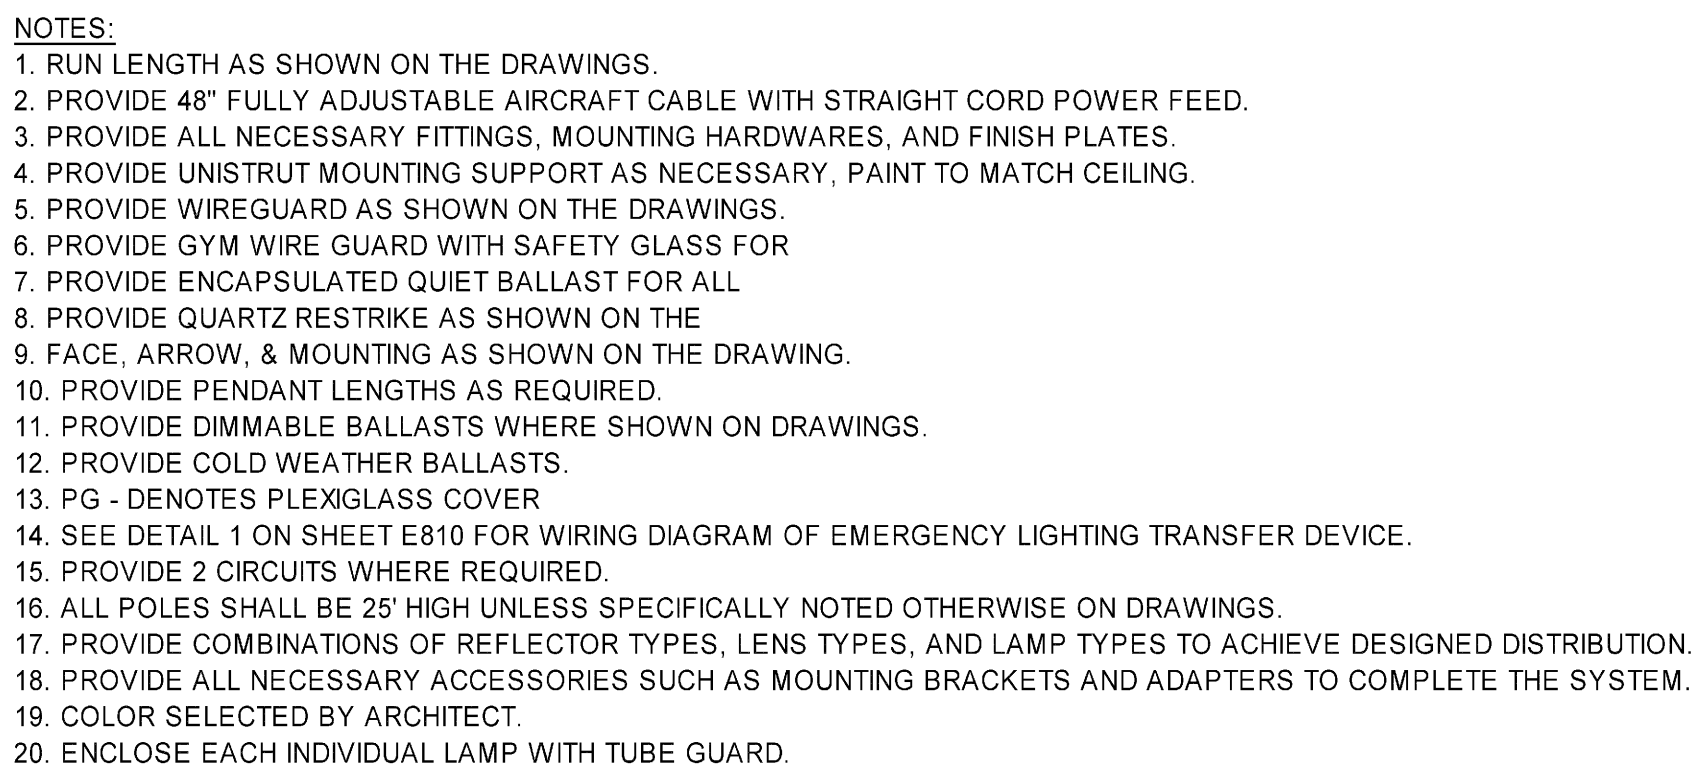 NOTES:
1. RUN LENGTH AS SHOWN ON THE DRAWINGS.
2. PROVIDE 48" FULLY ADJUSTABLE AIRCRAFT CABLE WITH STRAIGHT CORD POWER FEED.
3. PROVIDE ALL NECESSARY FITTINGS, MOUNTING HARDWARES, AND FINISH PLATES.
4. PROVIDE UNISTRUT MOUNTING SUPPORT AS NECESSARY, PAINT TO MATCH CEILING.
5. PROVIDE WIREGUARD AS SHOWN ON THE DRAWINGS.
6. PROVIDE GYM WIRE GUARD WITH SAFETY GLASS FOR
7. PROVIDE ENCAPSULATED QUIET BALLAST FOR ALL
8. PROVIDE QUARTZ RESTRIKE AS SHOWN ON THE
9. FACE, ARROW, & MOUNTING AS SHOWN ON THE DRAWING.
10. PROVIDE PENDANT LENGTHS AS REQUIRED.
11. PROVIDE DIMMABLE BALLASTS WHERE SHOWN ON DRAWINGS.
12. PROVIDE COLD WEATHER BALLASTS.
13. PG - DENOTES PLEXIGLASS COVER
14. SEE DETAIL 1 ON SHEET E810 FOR WIRING DIAGRAM OF EMERGENCY LIGHTING TRANSFER DEVICE.
15. PROVIDE 2 CIRCUITS WHERE REQUIRED.
16. ALL POLES SHALL BE 25' HIGH UNLESS SPECIFICALLY NOTED OTHERWISE ON DRAWINGS.
17. PROVIDE COMBINATIONS OF REFLECTOR TYPES, LENS TYPES, AND LAMP TYPES TO ACHIEVE DESIGNED DISTRIBUTION.
18. PROVIDE ALL NECESSARY ACCESSORIES SUCH AS MOUNTING BRACKETS AND ADAPTERS TO COMPLETE THE SYSTEM.
19. COLOR SELECTED BY ARCHITECT.
20. ENCLOSE EACH INDIVIDUAL LAMP WITH TUBE GUARD.